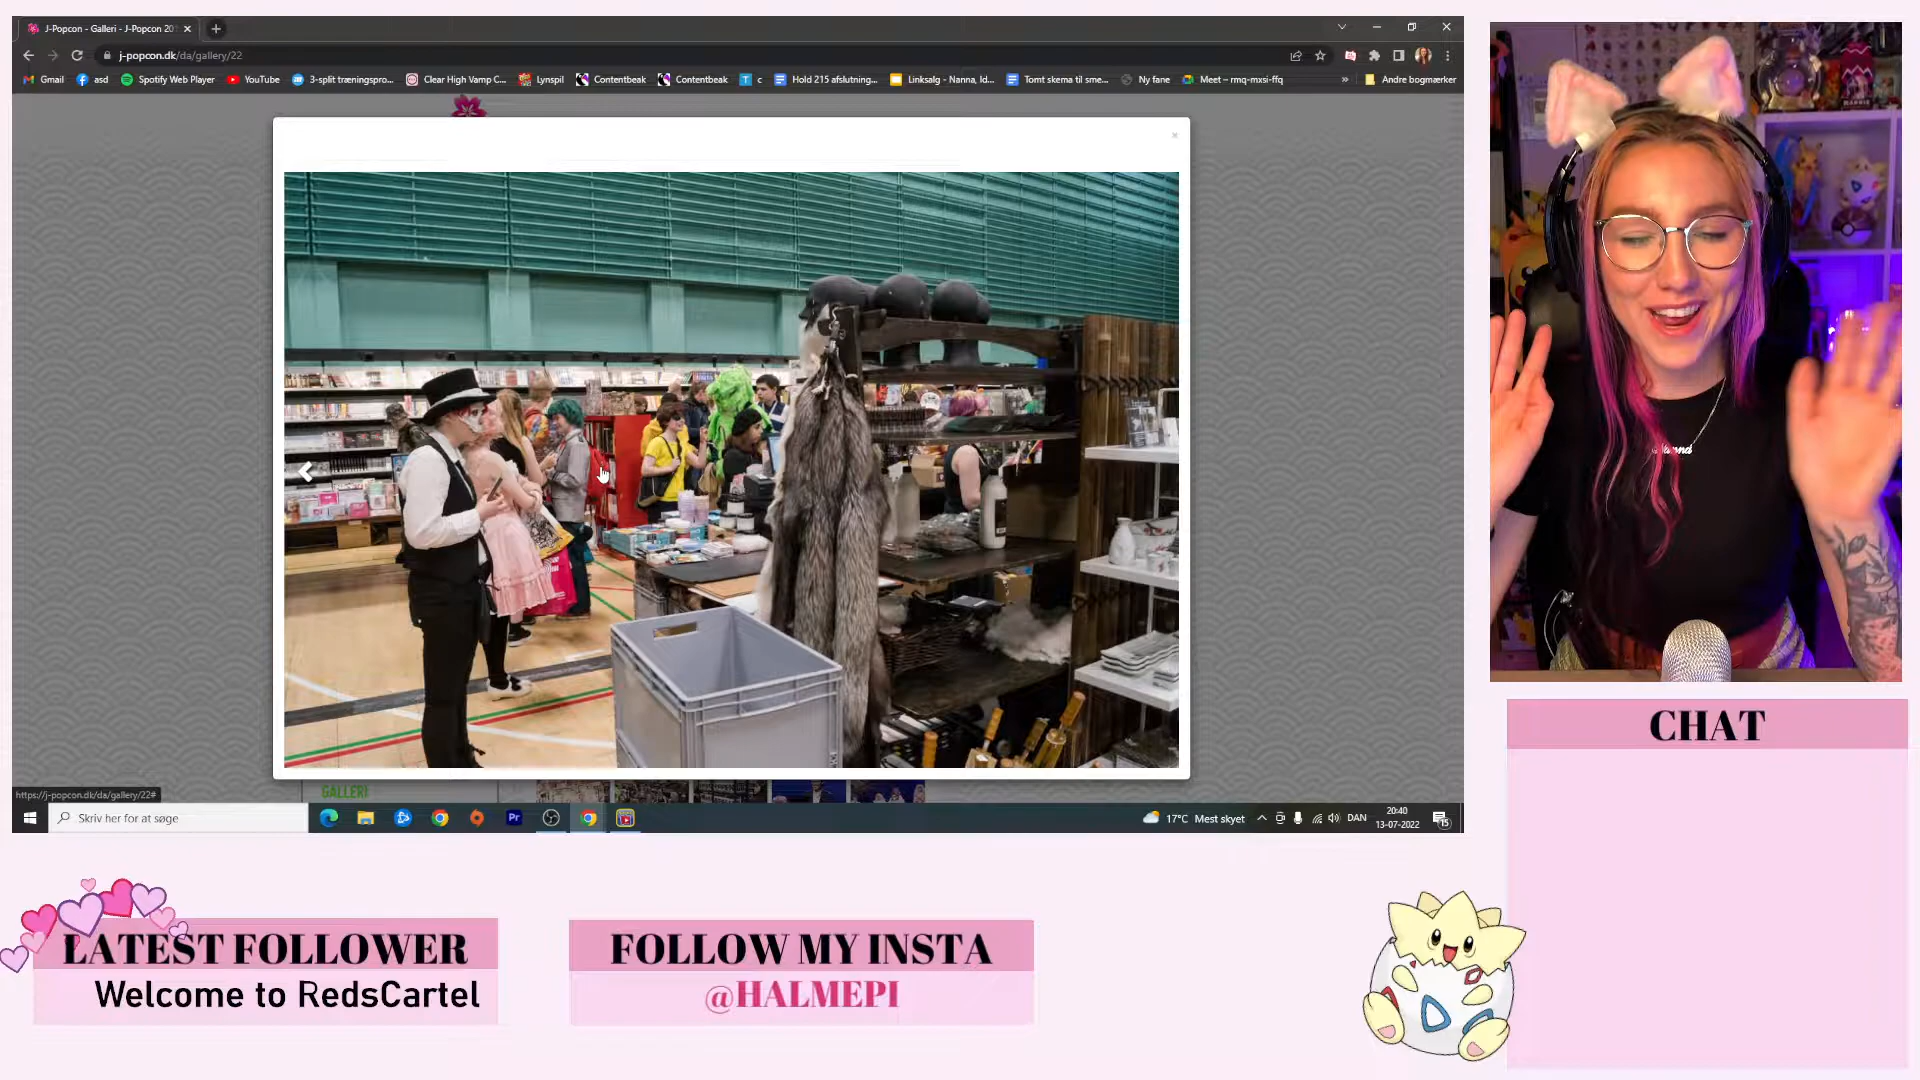 J-Popcon - Galleri - J-Popcon 20
j-popcon.dk/da/gallery/22
Gmail asd Spotify Web Player YouTube 3-split træningspro... Clear High Vamp C... Lynspil Contentbeak Contentbeak c Hold 215 afslutning... Linksalg - Nanna, Id... Tomt skema til sme... Ny fane Meet – rmq-mxsi-ffq » Andre bogmærker
GALLERI
https://j-popcon.dk/da/gallery/22#
Skriv her for at søge
Pr
17°C Mest skyet
DAN
20:40
13-07-2022
15
CHAT
LATEST FOLLOWER
Welcome to RedsCartel
FOLLOW MY INSTA
@HALMEPI